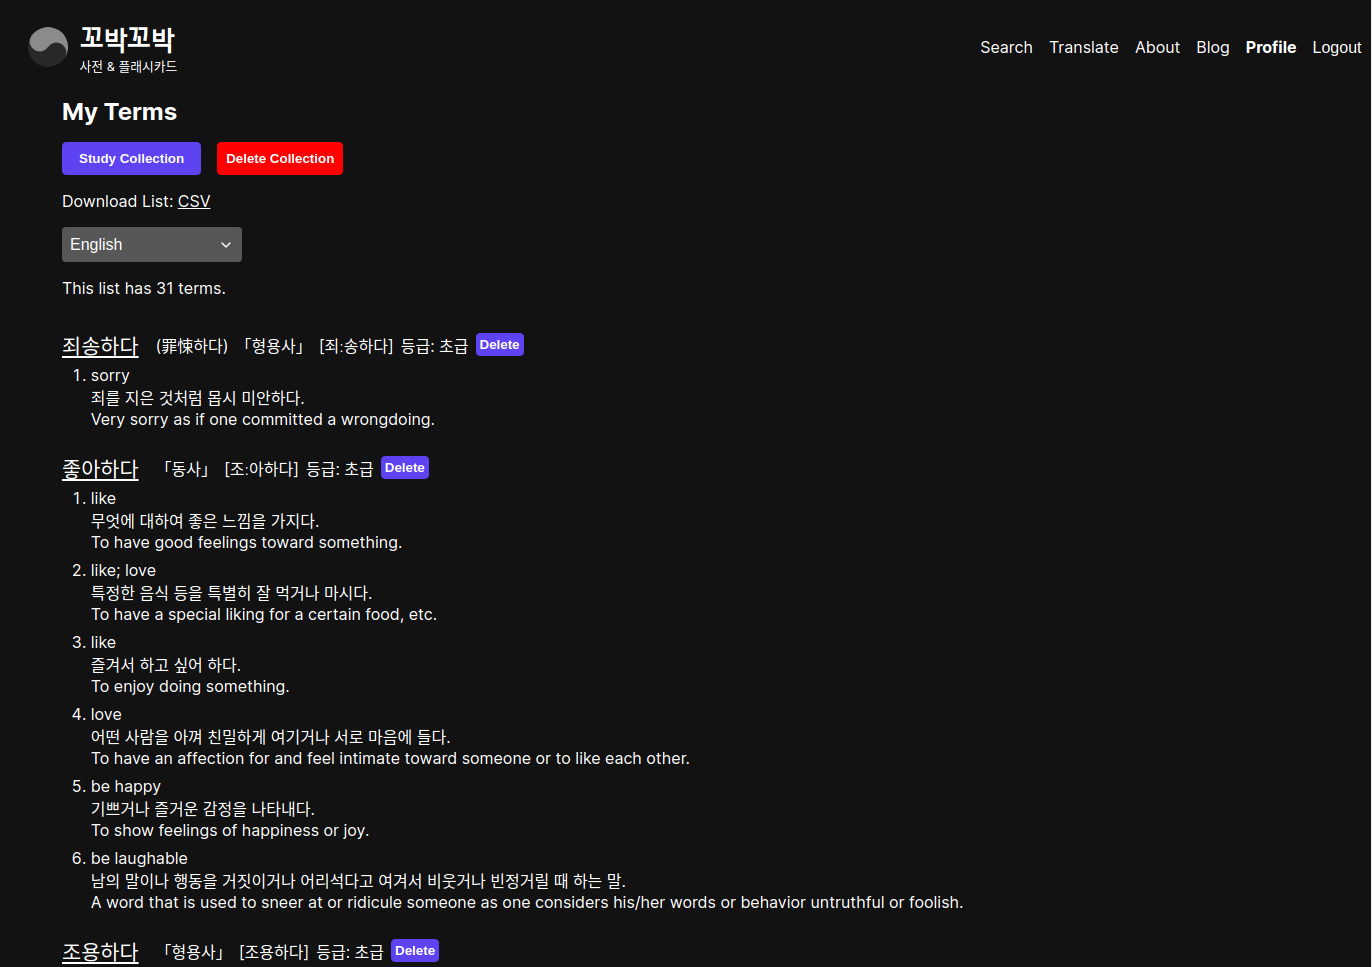 꼬박꼬박
사전 & 플래시카드
Search Translate About Blog Profile Logout
My Terms
Study Collection Delete Collection
Download List: CSV
English
This list has 31 terms.
죄송하다 (罪悚하다) 「형용사」 [죄ː송하다] 등급: 초급 Delete
1. sorry
죄를 지은 것처럼 몹시 미안하다.
Very sorry as if one committed a wrongdoing.
좋아하다 「동사」 [조ː아하다] 등급: 초급 Delete
1. like
무엇에 대하여 좋은 느낌을 가지다.
To have good feelings toward something.
2. like; love
특정한 음식 등을 특별히 잘 먹거나 마시다.
To have a special liking for a certain food, etc.
3. like
즐겨서 하고 싶어 하다.
To enjoy doing something.
4. love
어떤 사람을 아껴 친밀하게 여기거나 서로 마음에 들다.
To have an affection for and feel intimate toward someone or to like each other.
5. be happy
기쁘거나 즐거운 감정을 나타내다.
To show feelings of happiness or joy.
6. be laughable
남의 말이나 행동을 거짓이거나 어리석다고 여겨서 비웃거나 빈정거릴 때 하는 말.
A word that is used to sneer at or ridicule someone as one considers his/her words or behavior untruthful or foolish.
조용하다 「형용사」 [조용하다] 등급: 초급 Delete